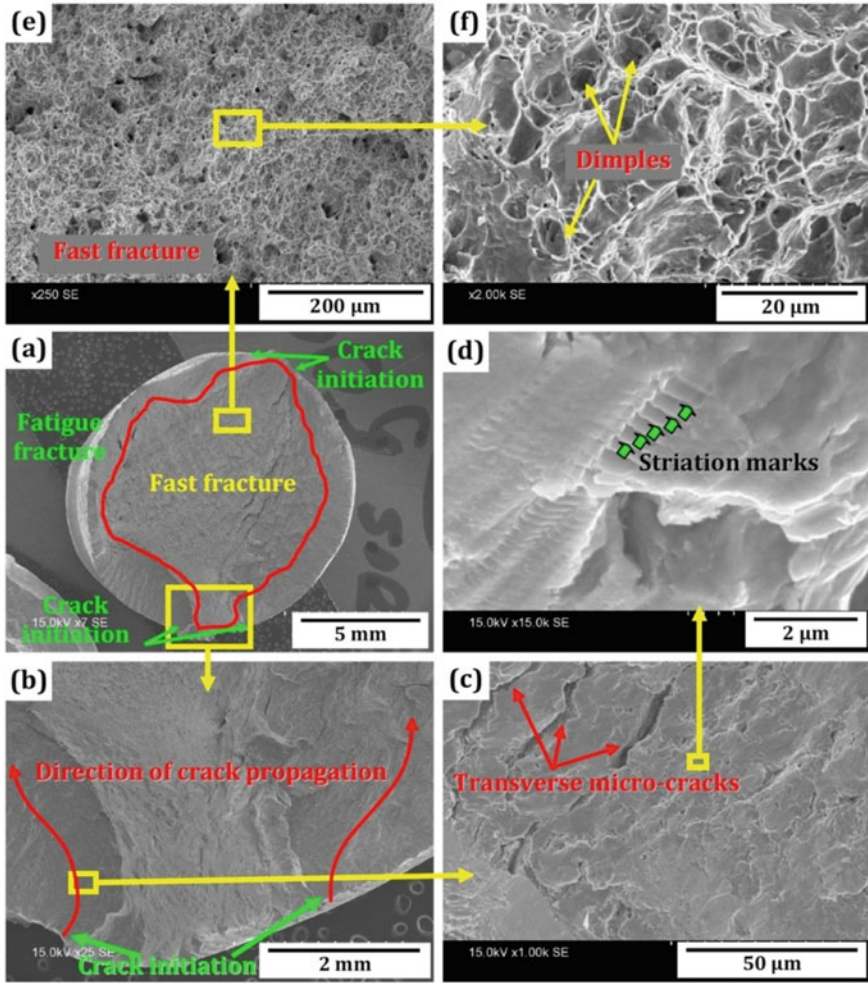 (e)
Fast fracture
x250 SE
200 μm
(f)
Dimples
x2.00k SE
20 μm
(a)
Crack
initiation
Fatigue
fracture
Fast fracture
Crack
initiation
15.0kV x7 SE
5 mm
(d)
Striation marks
15.0kV x15.0k SE
2 μm
(b)
Direction of crack propagation
15.0kV x25 SE
Crack initiation
2 mm
(c)
Transverse micro-cracks
15.0kV x1.00k SE
50 μm